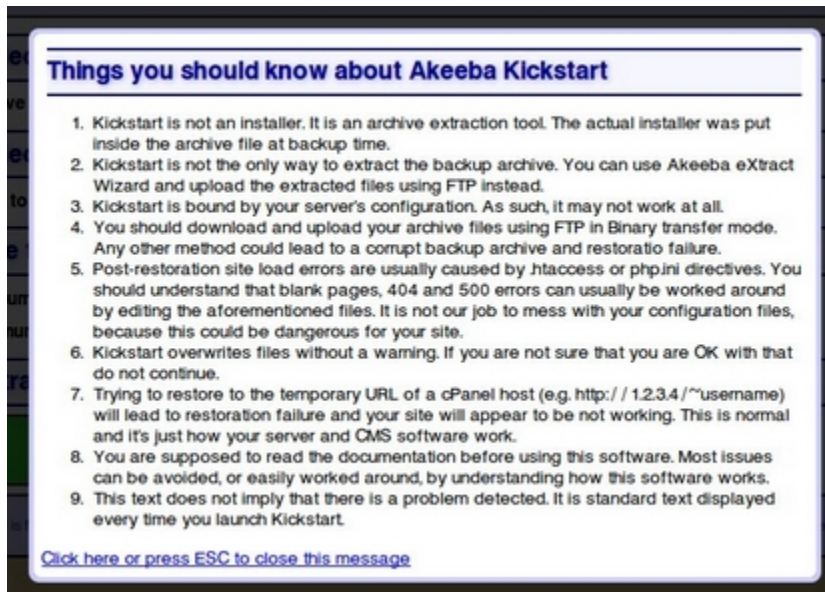 Things you should know about Akeeba Kickstart
1. Kickstart is not an installer. It is an archive extraction tool. The actual installer was put
inside the archive file at backup time.
2. Kickstart is not the only way to extract the backup archive. You can use Akeeba eXtract
Wizard and upload the extracted files using FTP instead.
3. Kickstart is bound by your server's configuration. As such, it may not work at all.
4. You should download and upload your archive files using FTP in Binary transfer mode.
Any other method could lead to a corrupt backup archive and restoratio failure.
5. Post-restoration site load errors are usually caused by .htaccess or php.ini directives. You
should understand that blank pages, 404 and 500 errors can usually be worked around
by editing the aforementioned files. It is not our job to mess with your configuration files,
because this could be dangerous for your site.
6. Kickstart overwrites files without a warning. If you are not sure that you are OK with that
do not continue.
7. Trying to restore to the temporary URL of a cPanel host (e.g. http://1.2.3.4/~username)
will lead to restoration failure and your site will appear to be not working. This is normal
and it's just how your server and CMS software work.
8. You are supposed to read the documentation before using this software. Most issues
can be avoided, or easily worked around, by understanding how this software works.
9. This text does not imply that there is a problem detected. It is standard text displayed
every time you launch Kickstart.
Click here or press ESC to close this message